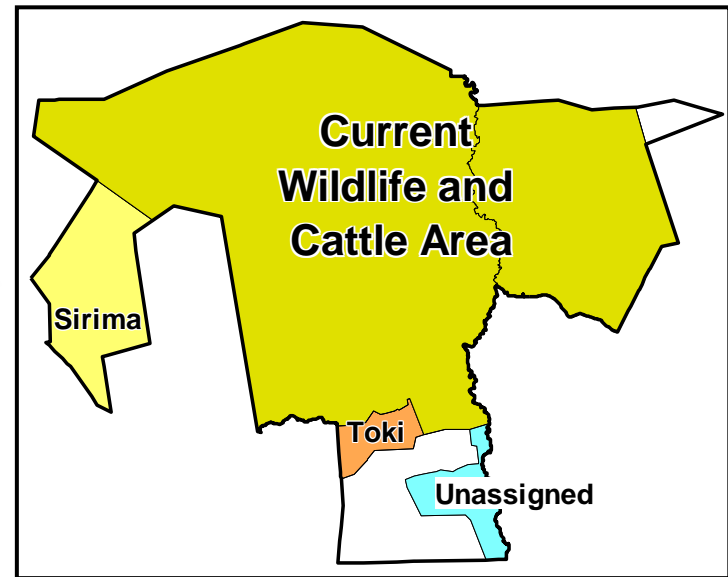 Current
Wildlife and
Cattle Area
Sirima
Toki
Unassigned